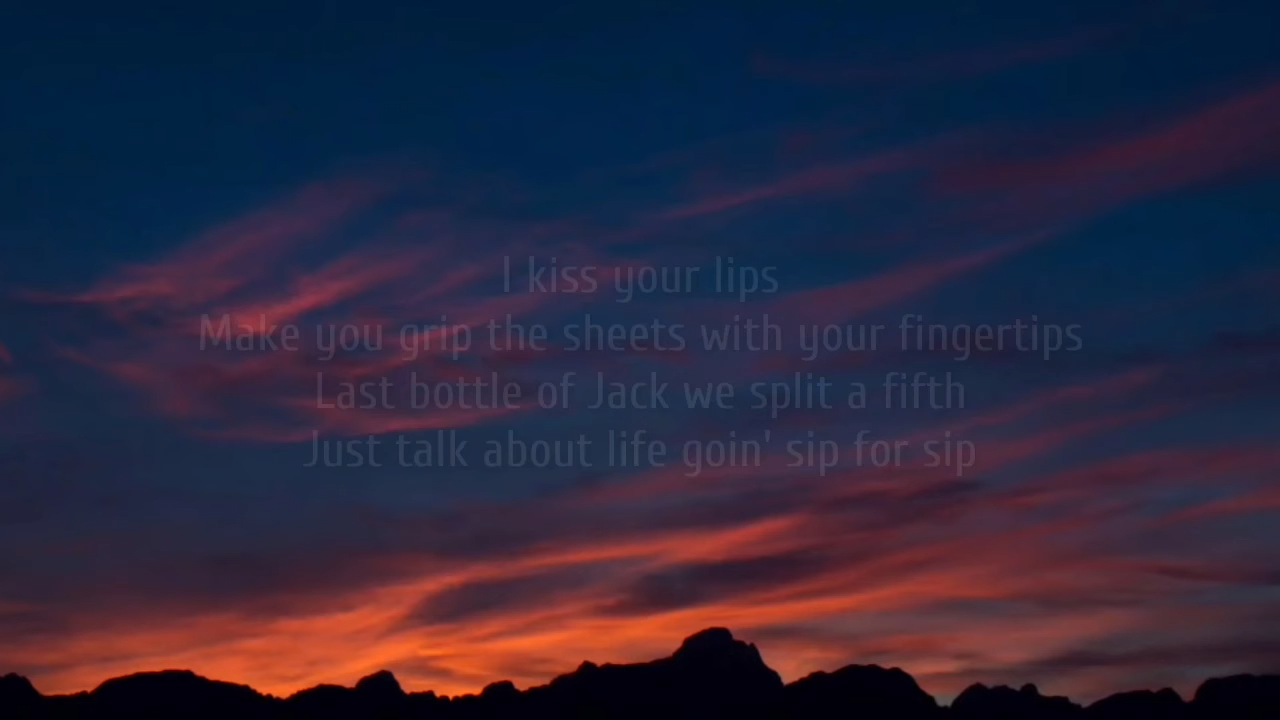 I kiss your lips
Make you grip the sheets with your fingertips
Last bottle of Jack we split a fifth
Just talk about life goin' sip for sip